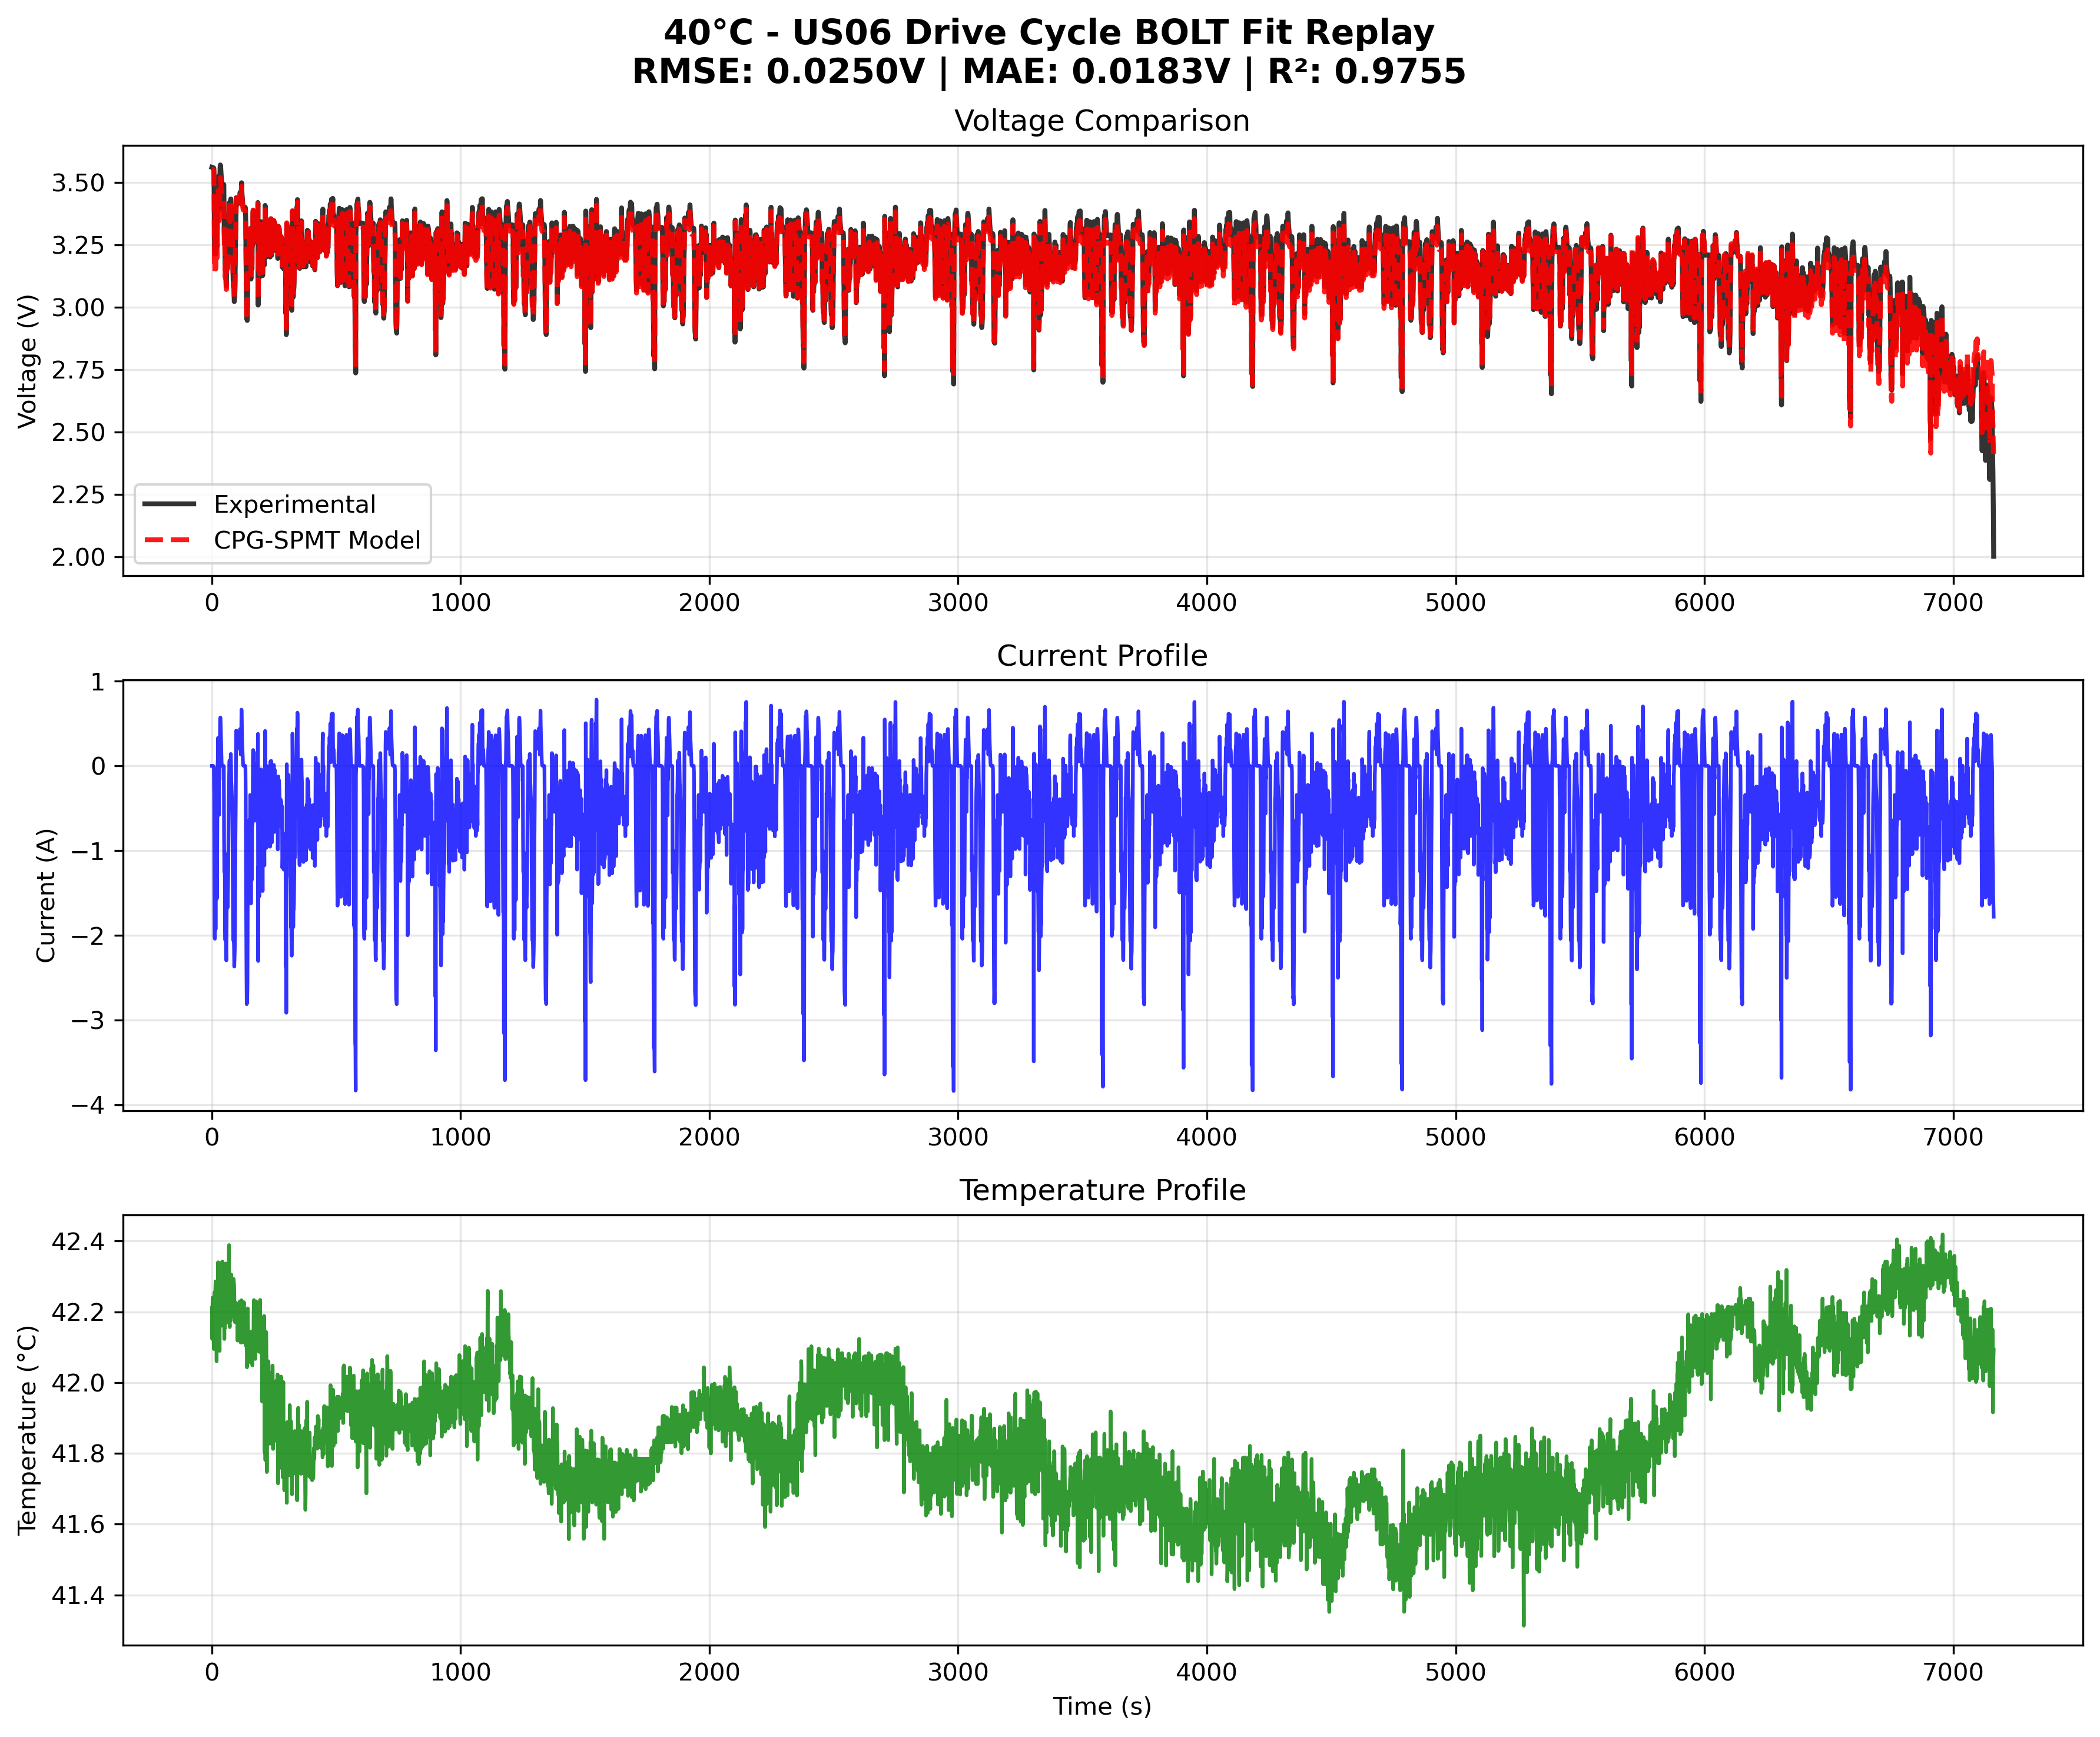 40°C - US06 Drive Cycle BOLT Fit Replay
RMSE: 0.0250V | MAE: 0.0183V | R²: 0.9755
Voltage Comparison
Voltage (V)
3.50
3.25
3.00
2.75
2.50
2.25
2.00
Experimental
CPG-SPMT Model
0 1000 2000 3000 4000 5000 6000 7000
Current Profile
Current (A)
1
0
−1
−2
−3
−4
0 1000 2000 3000 4000 5000 6000 7000
Temperature Profile
Temperature (°C)
42.4
42.2
42.0
41.8
41.6
41.4
0 1000 2000 3000 4000 5000 6000 7000
Time (s)